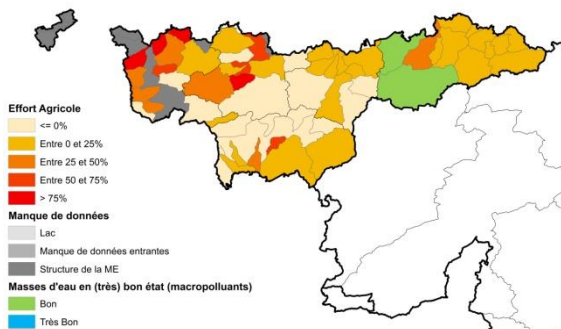 Effort Agricole
<= 0%
Entre 0 et 25%
Entre 25 et 50%
Entre 50 et 75%
> 75%
Manque de données
Lac
Manque de données entrantes
Structure de la ME
Masses d'eau en (très) bon état (macropolluants)
Bon
Très Bon